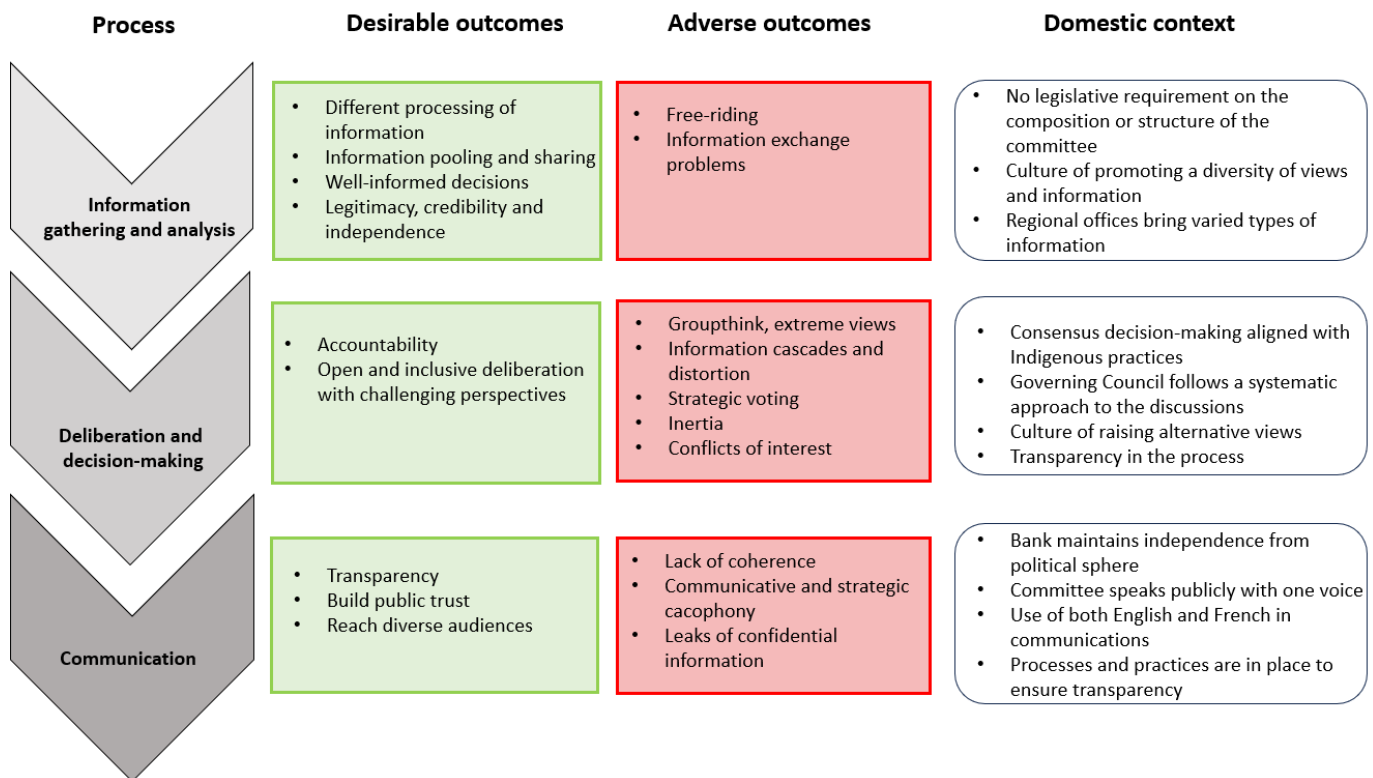 Process
Desirable outcomes
Adverse outcomes
Domestic context
Information
gathering and analysis
• Different processing of
information
• Information pooling and sharing
• Well-informed decisions
• Legitimacy, credibility and
independence
• Free-riding
• Information exchange
problems
• No legislative requirement on the
composition or structure of the
committee
• Culture of promoting a diversity of views
and information
• Regional offices bring varied types of
information
Deliberation and
decision-making
• Accountability
• Open and inclusive deliberation
with challenging perspectives
• Groupthink, extreme views
• Information cascades and
distortion
• Strategic voting
• Inertia
• Conflicts of interest
• Consensus decision-making aligned with
Indigenous practices
• Governing Council follows a systematic
approach to the discussions
• Culture of raising alternative views
• Transparency in the process
Communication
• Transparency
• Build public trust
• Reach diverse audiences
• Lack of coherence
• Communicative and strategic
cacophony
• Leaks of confidential
information
• Bank maintains independence from
political sphere
• Committee speaks publicly with one voice
• Use of both English and French in
communications
• Processes and practices are in place to
ensure transparency